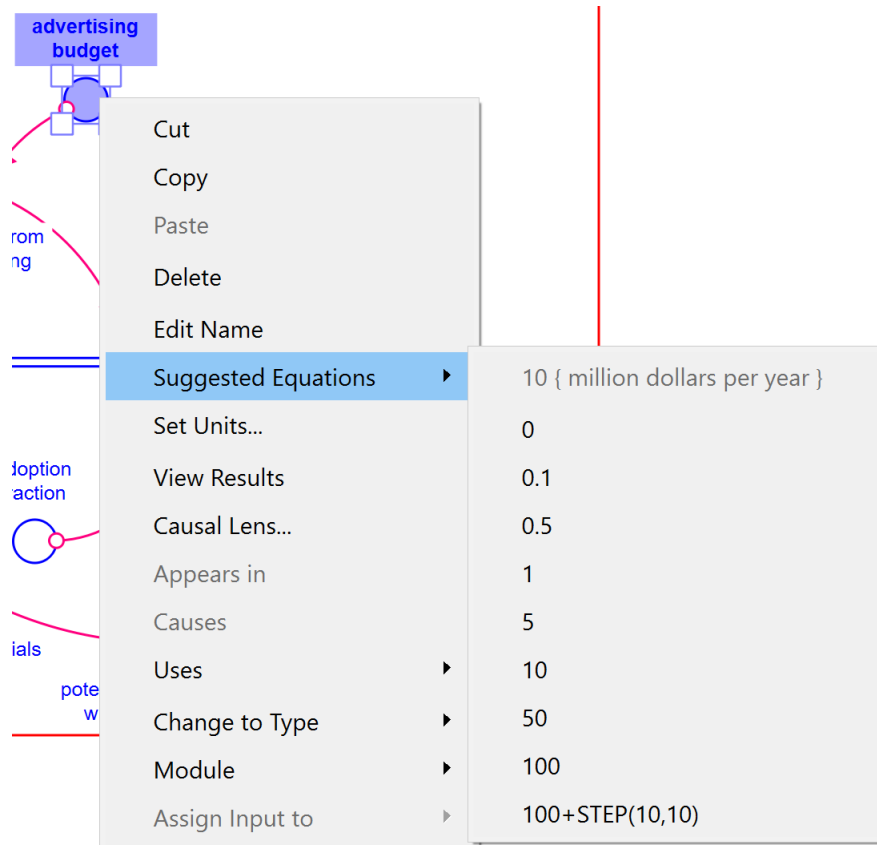 advertising
budget
Cut
Copy
Paste
rom
ng
Delete
Edit Name
Suggested Equations
10 { million dollars per year }
Set Units...
0
doption
raction
View Results
0.1
Causal Lens...
0.5
Appears in
1
Causes
5
ials
Uses
10
pote
w
Change to Type
50
Module
100
Assign Input to
100+STEP(10,10)